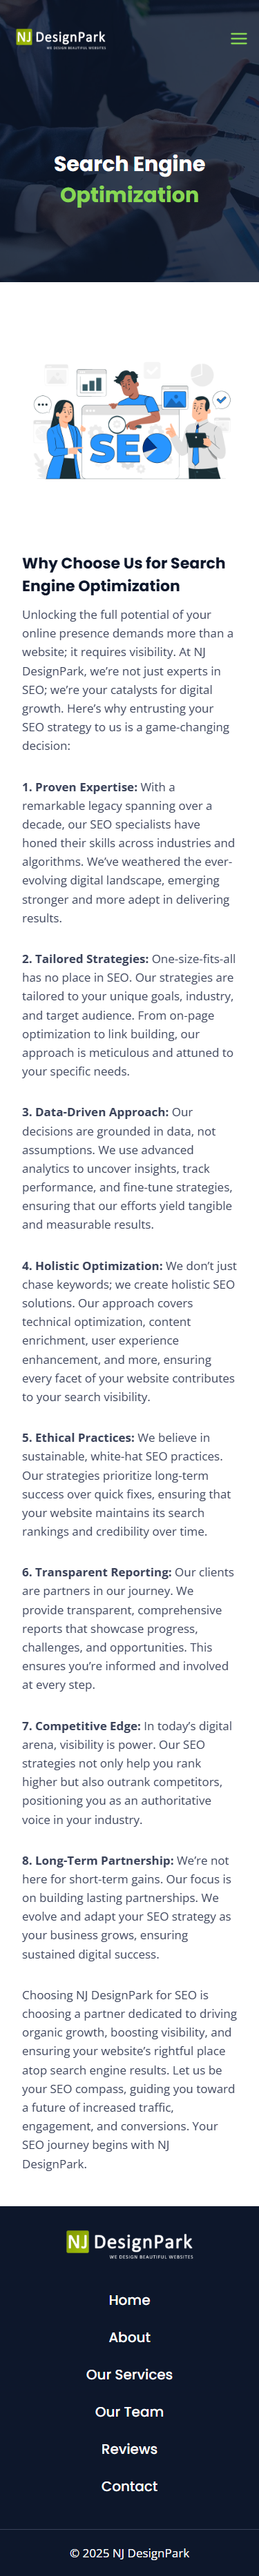 NJ DesignPark
WE DESIGN BEAUTIFUL WEBSITES
Search Engine
Optimization
SEO
Why Choose Us for Search
Engine Optimization
Unlocking the full potential of your
online presence demands more than a
website; it requires visibility. At NJ
DesignPark, we’re not just experts in
SEO; we’re your catalysts for digital
growth. Here’s why entrusting your
SEO strategy to us is a game-changing
decision:
1. Proven Expertise: With a
remarkable legacy spanning over a
decade, our SEO specialists have
honed their skills across industries and
algorithms. We’ve weathered the ever-
evolving digital landscape, emerging
stronger and more adept in delivering
results.
2. Tailored Strategies: One-size-fits-all
has no place in SEO. Our strategies are
tailored to your unique goals, industry,
and target audience. From on-page
optimization to link building, our
approach is meticulous and attuned to
your specific needs.
3. Data-Driven Approach: Our
decisions are grounded in data, not
assumptions. We use advanced
analytics to uncover insights, track
performance, and fine-tune strategies,
ensuring that our efforts yield tangible
and measurable results.
4. Holistic Optimization: We don’t just
chase keywords; we create holistic SEO
solutions. Our approach covers
technical optimization, content
enrichment, user experience
enhancement, and more, ensuring
every facet of your website contributes
to your search visibility.
5. Ethical Practices: We believe in
sustainable, white-hat SEO practices.
Our strategies prioritize long-term
success over quick fixes, ensuring that
your website maintains its search
rankings and credibility over time.
6. Transparent Reporting: Our clients
are partners in our journey. We
provide transparent, comprehensive
reports that showcase progress,
challenges, and opportunities. This
ensures you’re informed and involved
at every step.
7. Competitive Edge: In today’s digital
arena, visibility is power. Our SEO
strategies not only help you rank
higher but also outrank competitors,
positioning you as an authoritative
voice in your industry.
8. Long-Term Partnership: We’re not
here for short-term gains. Our focus is
on building lasting partnerships. We
evolve and adapt your SEO strategy as
your business grows, ensuring
sustained digital success.
Choosing NJ DesignPark for SEO is
choosing a partner dedicated to driving
organic growth, boosting visibility, and
ensuring your website’s rightful place
atop search engine results. Let us be
your SEO compass, guiding you toward
a future of increased traffic,
engagement, and conversions. Your
SEO journey begins with NJ
DesignPark.
NJ DesignPark
WE DESIGN BEAUTIFUL WEBSITES
Home
About
Our Services
Our Team
Reviews
Contact
© 2025 NJ DesignPark